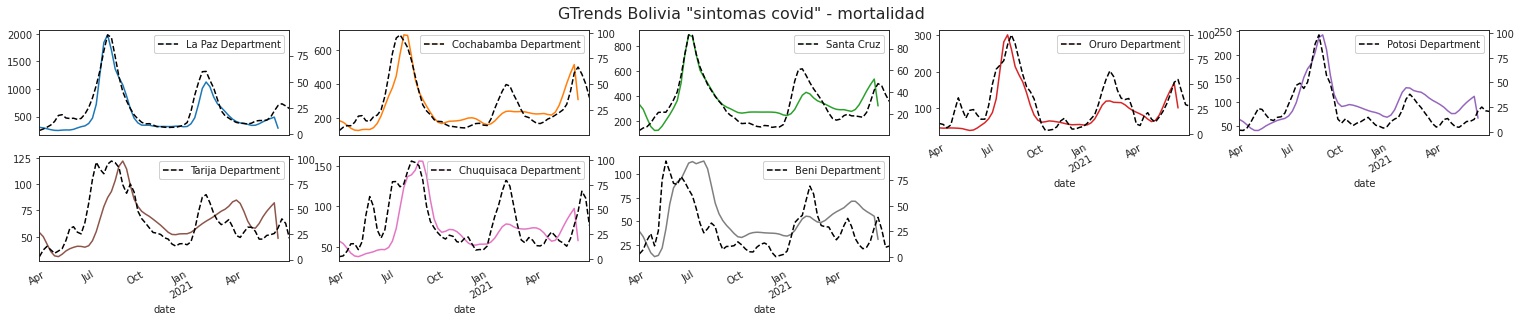 GTrends Bolivia "sintomas covid" - mortalidad
La Paz Department
2000
1500
1000
500
75
50
25
0
Cochabamba Department
600
400
200
100
75
50
25
Santa Cruz
800
600
400
200
80
60
40
20
Oruro Department
300
200
100
100
75
50
25
0
Apr
Jul
Oct
Jan
2021
Apr
date
Potosi Department
250
200
150
100
50
100
75
50
25
0
Apr
Jul
Oct
Jan
2021
Apr
date
Tarija Department
125
100
75
50
100
75
50
25
0
Apr
Jul
Oct
Jan
2021
Apr
date
Chuquisaca Department
150
100
50
100
75
50
25
0
Apr
Jul
Oct
Jan
2021
Apr
date
Beni Department
100
75
50
25
75
50
25
0
Apr
Jul
Oct
Jan
2021
Apr
date